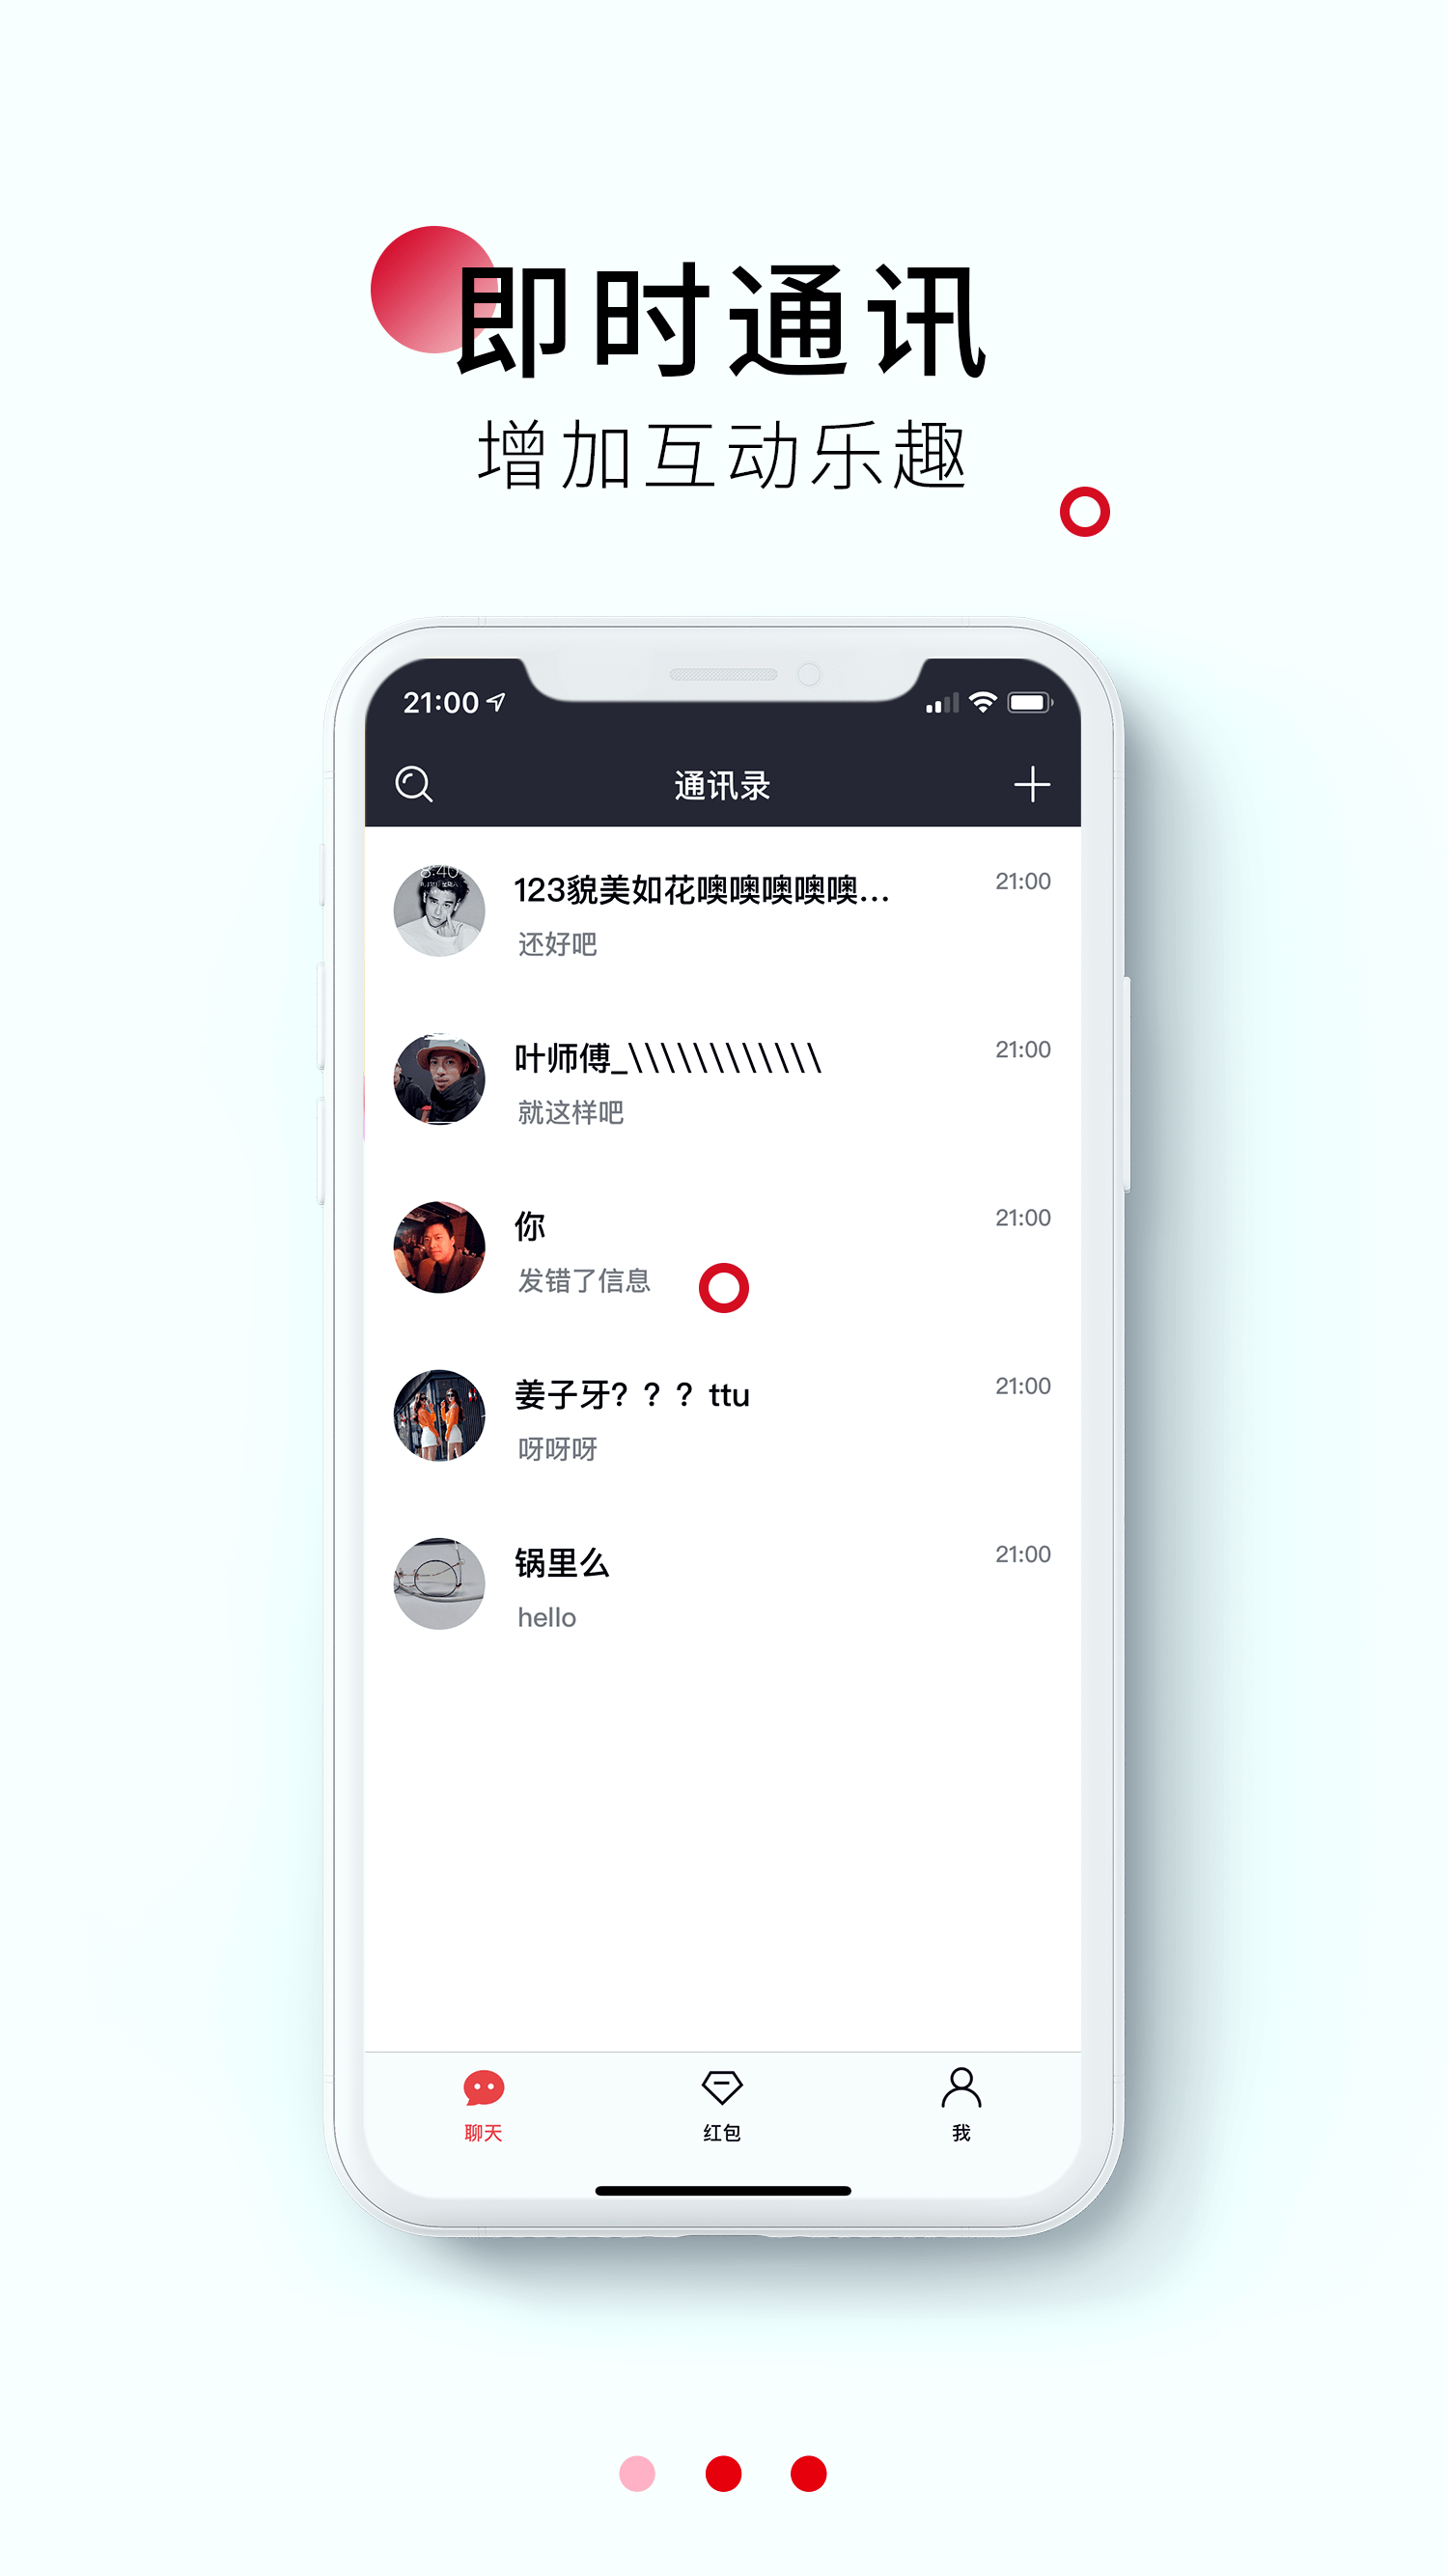 即时通讯
增加互动乐趣
21:00
通讯录
8:40
123貌美如花噢噢噢噢噢... 21:00
还好吧
叶师傅_\\\\\\\\\\\\ 21:00
就这样吧
你 21:00
发错了信息
姜子牙？？？ttu 21:00
呀呀呀
锅里么 21:00
hello
聊天 红包 我